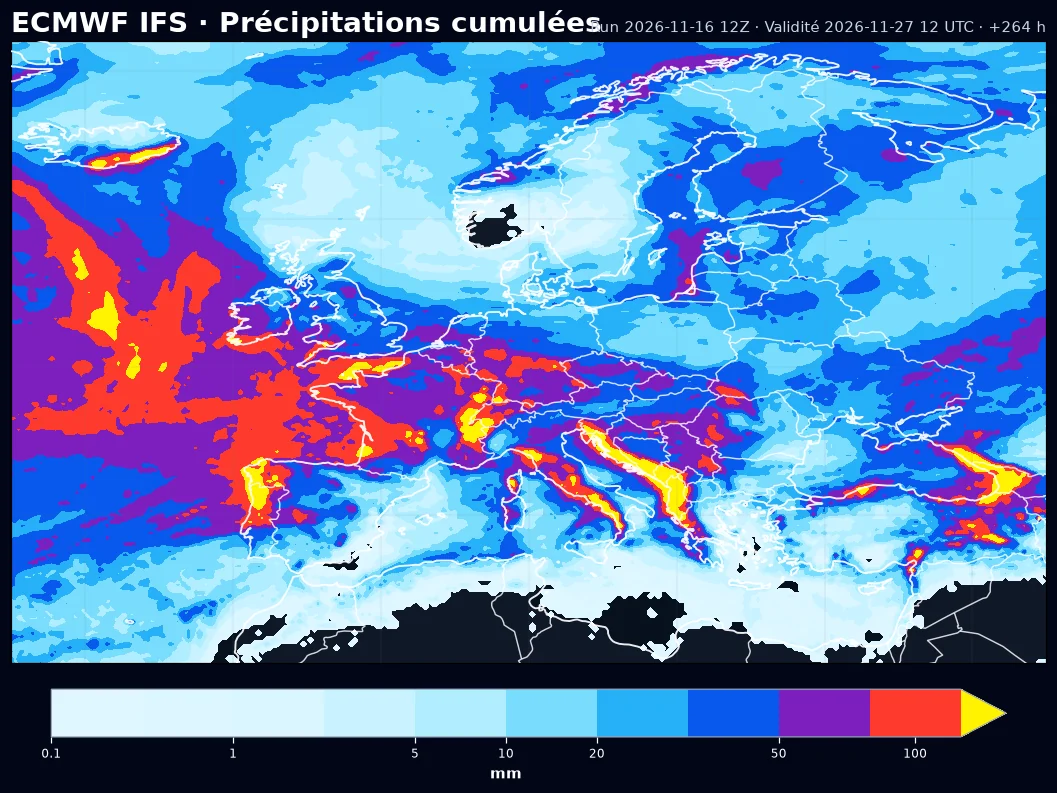 ECMWF IFS · Précipitations cumulées
Run 2026-11-16 12Z · Validité 2026-11-27 12 UTC · +264 h
0.1 1 5 10 20 50 100
mm